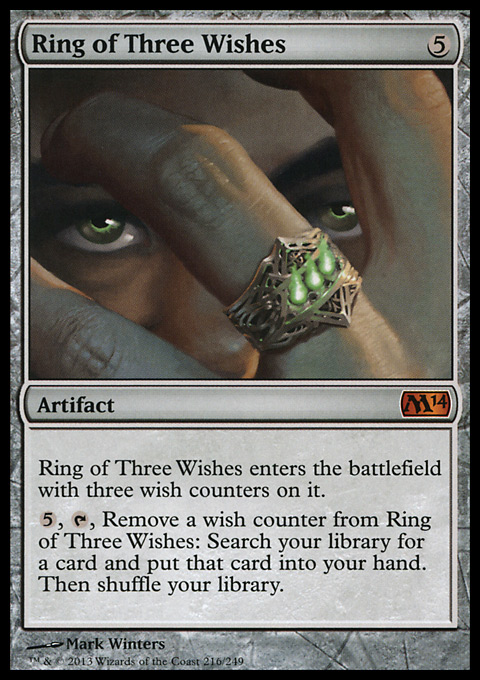 Ring of Three Wishes 5
Artifact M14
Ring of Three Wishes enters the battlefield
with three wish counters on it.
5, , Remove a wish counter from Ring
of Three Wishes: Search your library for
a card and put that card into your hand.
Then shuffle your library.
Mark Winters
™ & © 2013 Wizards of the Coast 216/249